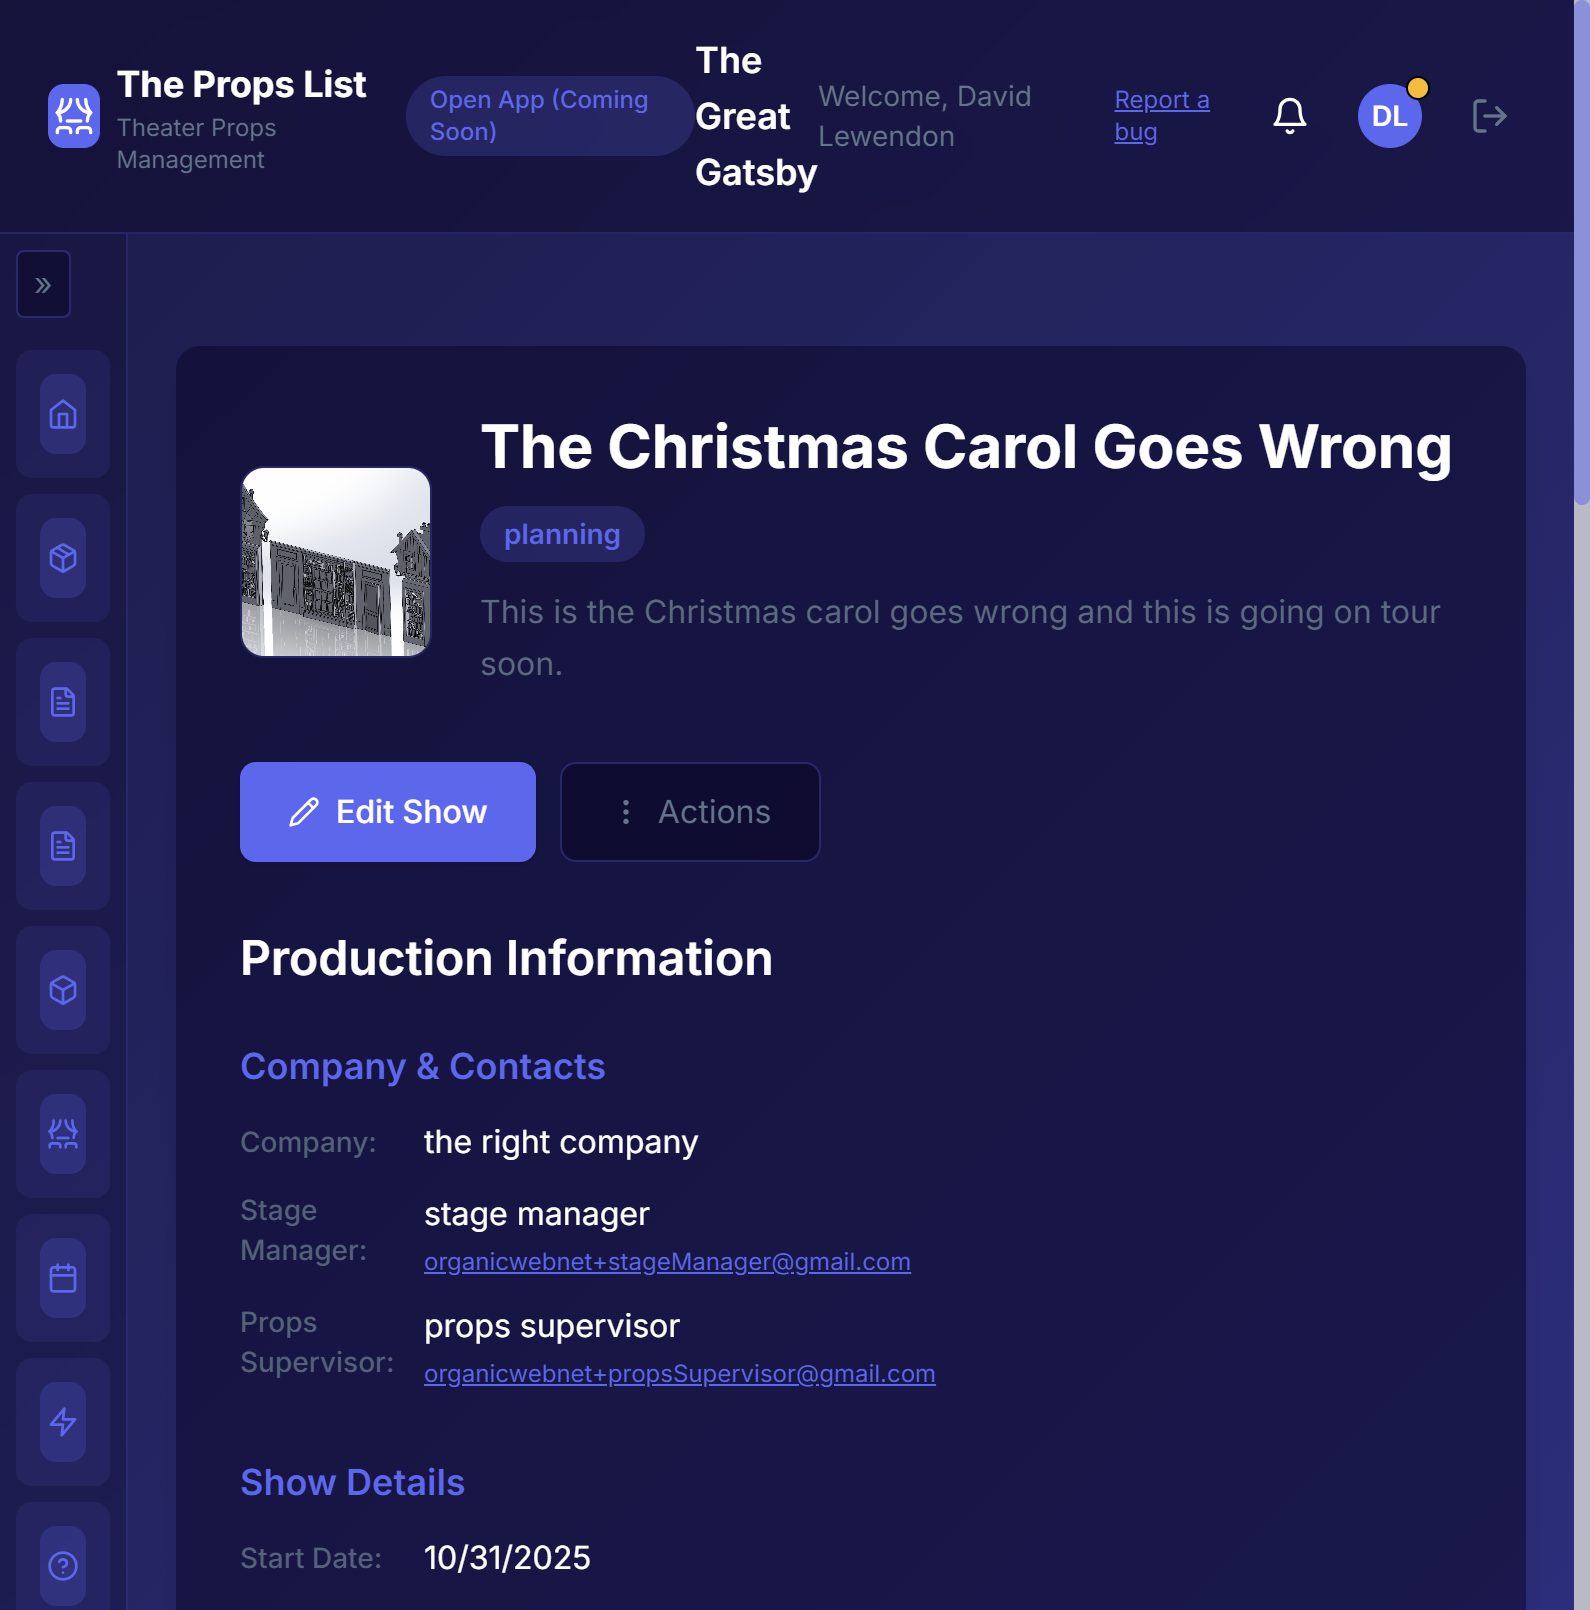 The Props List
Theater Props
Management
Open App (Coming
Soon)
The
Great
Gatsby
Welcome, David
Lewendon
Report a
bug
DL
»
The Christmas Carol Goes Wrong
planning
This is the Christmas carol goes wrong and this is going on tour
soon.
Edit Show
Actions
Production Information
Company & Contacts
Company: the right company
Stage
Manager:
stage manager
organicwebnet+stageManager@gmail.com
Props
Supervisor:
props supervisor
organicwebnet+propsSupervisor@gmail.com
Show Details
Start Date: 10/31/2025